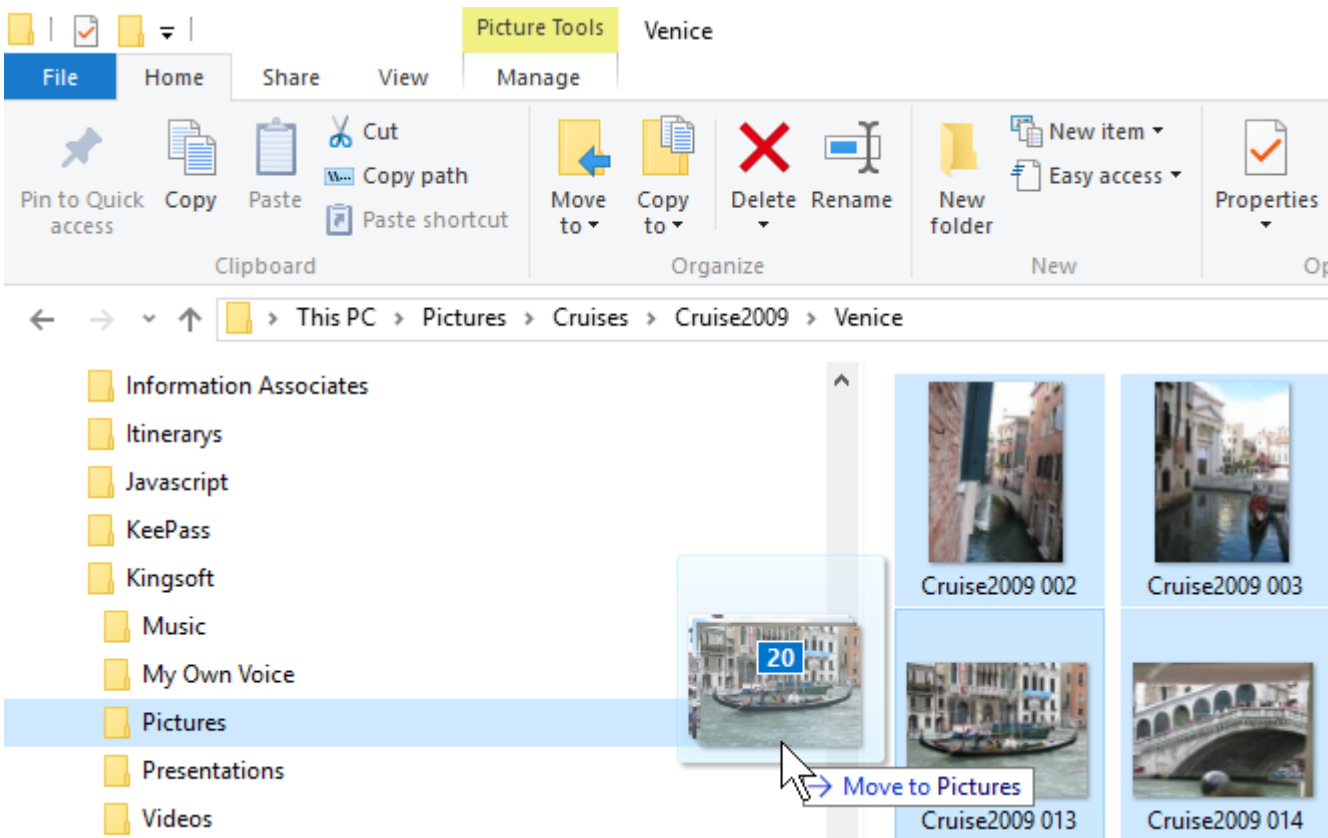 Picture Tools Venice
File Home Share View Manage
Pin to Quick access
Copy
Paste
Cut
Copy path
Paste shortcut
Clipboard
Move to
Copy to
Delete
Rename
Organize
New folder
New item
Easy access
New
Properties
Op
This PC > Pictures > Cruises > Cruise2009 > Venice
Information Associates
Itinerarys
Javascript
KeePass
Kingsoft
Music
My Own Voice
Pictures
Presentations
Videos
20
→ Move to Pictures
Cruise2009 002
Cruise2009 003
Cruise2009 013
Cruise2009 014